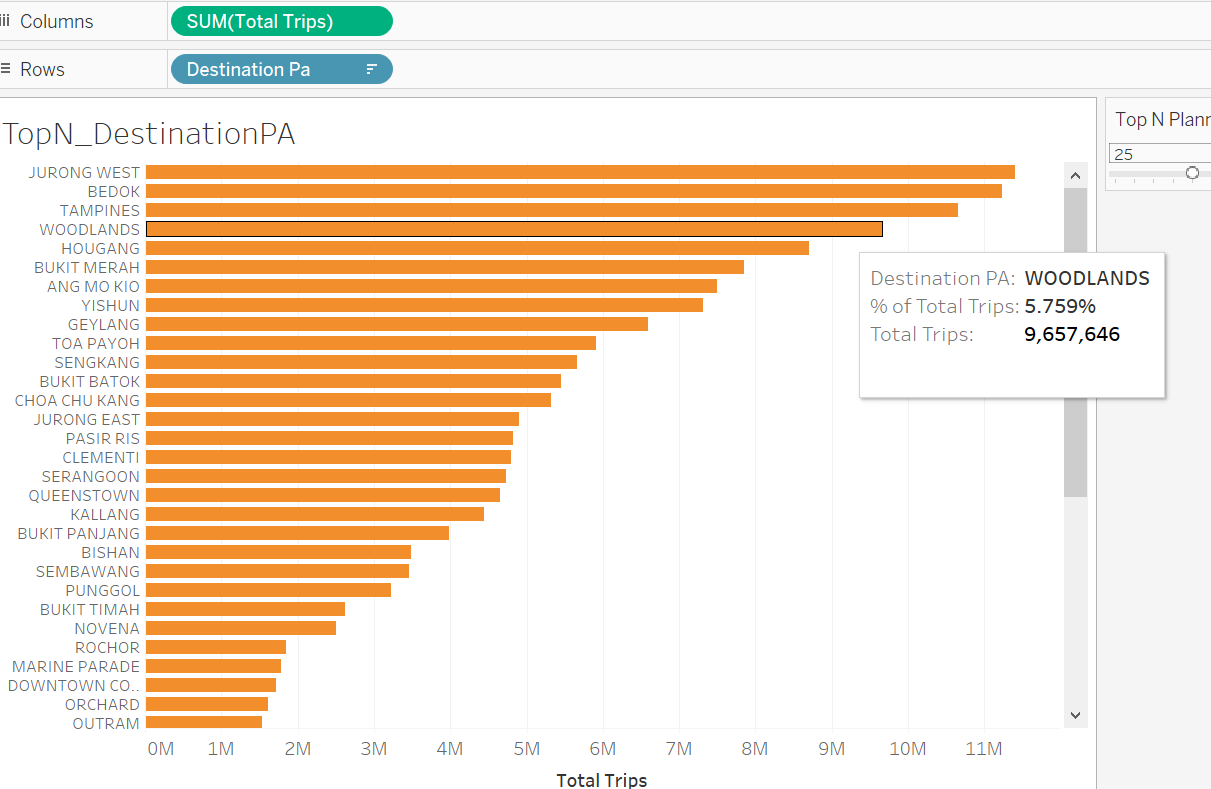 Columns
SUM(Total Trips)
Rows
Destination Pa
TopN_DestinationPA
Top N Plann
25
JURONG WEST
BEDOK
TAMPINES
WOODLANDS
HOUGANG
BUKIT MERAH
ANG MO KIO
YISHUN
GEYLANG
TOA PAYOH
SENGKANG
BUKIT BATOK
CHOA CHU KANG
JURONG EAST
PASIR RIS
CLEMENTI
SERANGOON
QUEENSTOWN
KALLANG
BUKIT PANJANG
BISHAN
SEMBAWANG
PUNGGOL
BUKIT TIMAH
NOVENA
ROCHOR
MARINE PARADE
DOWNTOWN CO..
ORCHARD
OUTRAM
Destination PA: WOODLANDS
% of Total Trips: 5.759%
Total Trips: 9,657,646
0M 1M 2M 3M 4M 5M 6M 7M 8M 9M 10M 11M
Total Trips